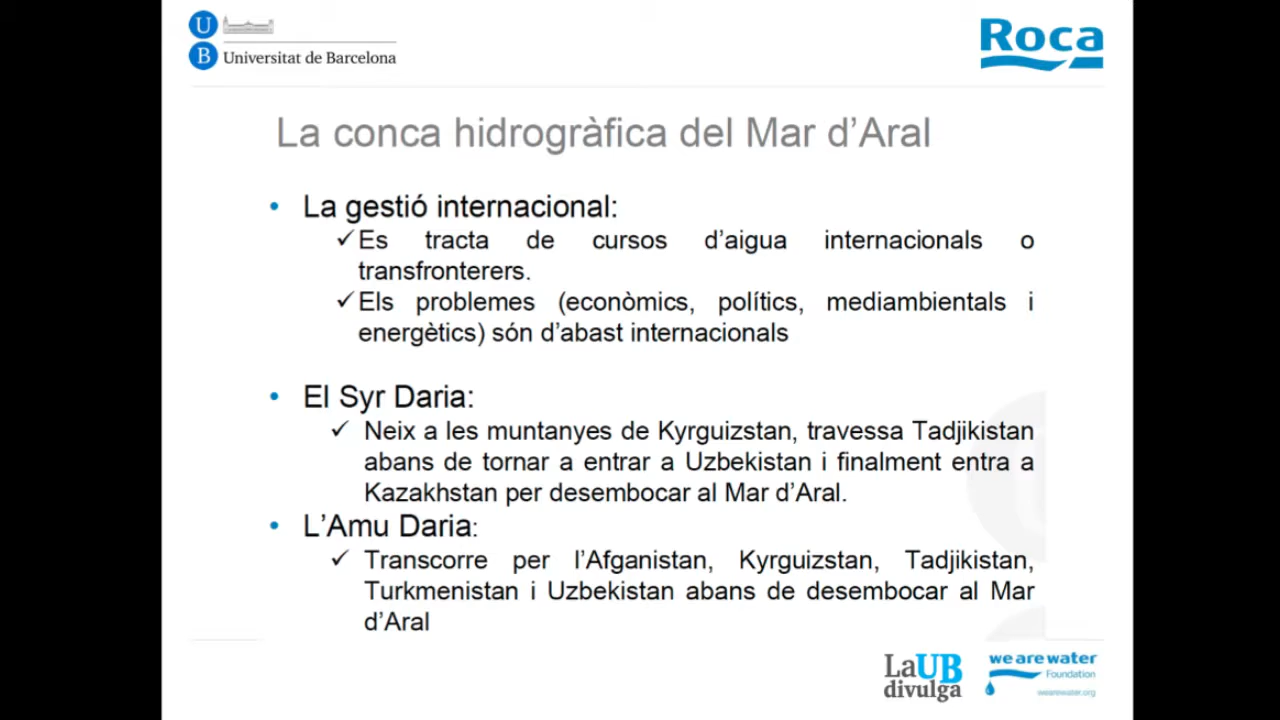 U
B Universitat de Barcelona
Roca
La conca hidrogràfica del Mar d’Aral
• La gestió internacional:
✓Es tracta de cursos d’aigua internacionals o
transfronterers.
✓Els problemes (econòmics, polítics, mediambientals i
energètics) són d’abast internacionals
• El Syr Daria:
✓ Neix a les muntanyes de Kyrguizstan, travessa Tadjikistan
abans de tornar a entrar a Uzbekistan i finalment entra a
Kazakhstan per desembocar al Mar d’Aral.
• L’Amu Daria:
✓ Transcorre per l’Afganistan, Kyrguizstan, Tadjikistan,
Turkmenistan i Uzbekistan abans de desembocar al Mar
d’Aral
LaUB
divulga
we are water
Foundation
wearewater.org